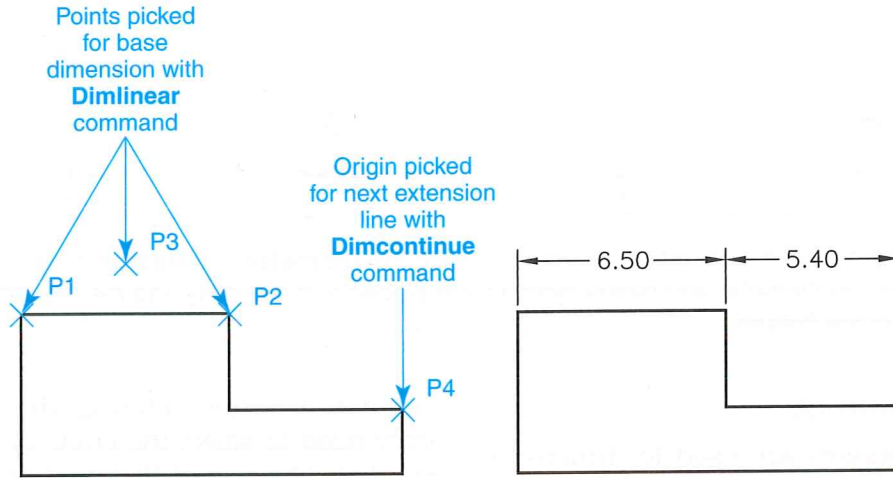 Points picked
for base
dimension with
Dimlinear
command
Origin picked
for next extension
line with
Dimcontinue
command
P3
P1
P2
P4
6.50
5.40